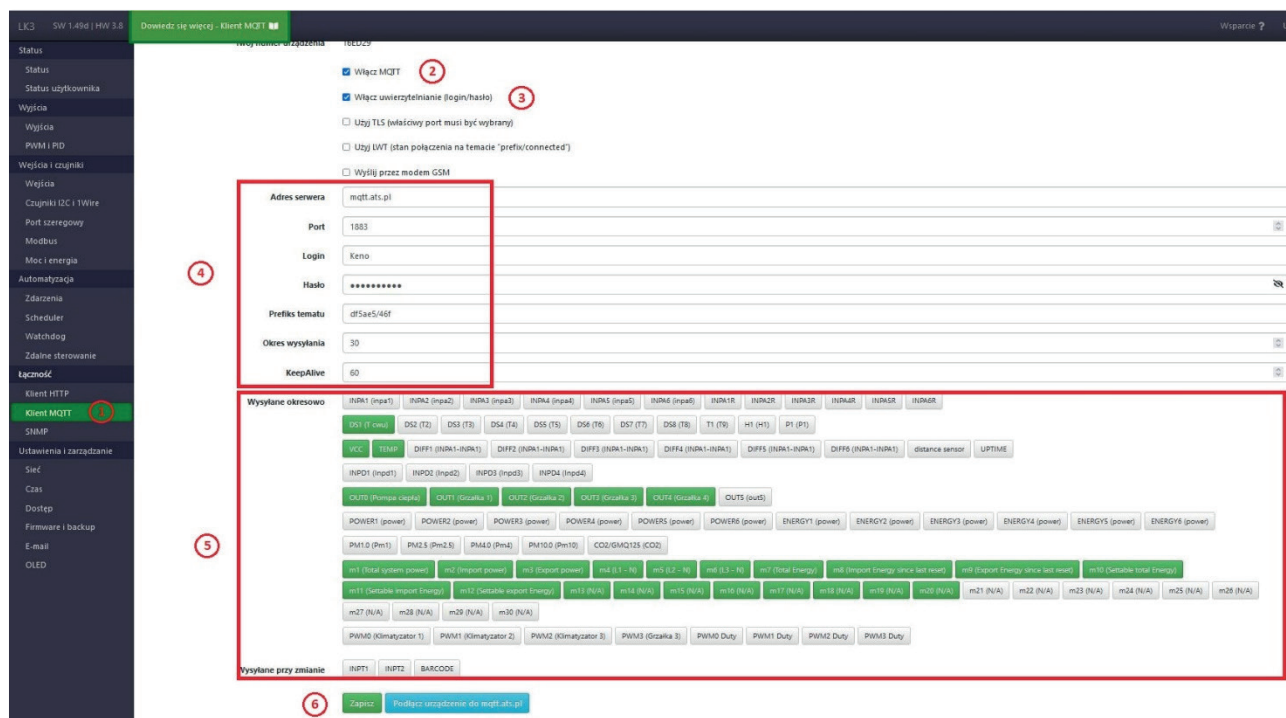 LK3 SW 1.49d | HW 3.8 Dowiedz się więcej - Klient MQTT Wsparcie ?
Status
Status
Status użytkownika
Wyjścia
Wyjścia
PWM i PID
Wejścia i czujniki
Wejścia
Czujniki I2C i 1Wire
Port szeregowy
Modbus
Moc i energia
Automatyzacja
Zdarzenia
Scheduler
Watchdog
Zdalne sterowanie
Łączność
Klient HTTP
Klient MQTT 1
SNMP
Ustawienia i zarządzanie
Sieć
Czas
Dostęp
Firmware i backup
E-mail
OLED
Twój numer urządzenia 16ED29
Włącz MQTT 2
Włącz uwierzytelnianie (login/hasło) 3
Użyj TLS (właściwy port musi być wybrany)
Użyj LWT (stan połączenia na temacie "prefix/connected")
Wyślij przez modem GSM
4
Adres serwera mqtt.ats.pl
Port 1883
Login Keno
Hasło ••••••••••
Prefiks tematu df5ae5/46f
Okres wysyłania 30
KeepAlive 60
5
Wysyłane okresowo INPA1 (inpa1) INPA2 (inpa2) INPA3 (inpa3) INPA4 (inpa4) INPA5 (inpa5) INPA6 (inpa6) INPA1R INPA2R INPA3R INPA4R INPA5R INPA6R
DS1 (T cwu) DS2 (T2) DS3 (T3) DS4 (T4) DS5 (T5) DS6 (T6) DS7 (T7) DS8 (T8) T1 (T9) H1 (H1) P1 (P1)
VCC TEMP DIFF1 (INPA1-INPA1) DIFF2 (INPA1-INPA1) DIFF3 (INPA1-INPA1) DIFF4 (INPA1-INPA1) DIFF5 (INPA1-INPA1) DIFF6 (INPA1-INPA1) distance sensor UPTIME
INPD1 (Inpd1) INPD2 (Inpd2) INPD3 (Inpd3) INPD4 (Inpd4)
OUT0 (Pompa ciepła) OUT1 (Grzałka 1) OUT2 (Grzałka 2) OUT3 (Grzałka 3) OUT4 (Grzałka 4) OUT5 (out5)
POWER1 (power) POWER2 (power) POWER3 (power) POWER4 (power) POWER5 (power) POWER6 (power) ENERGY1 (power) ENERGY2 (power) ENERGY3 (power) ENERGY4 (power) ENERGY5 (power) ENERGY6 (power)
PM1.0 (Pm1) PM2.5 (Pm2.5) PM4.0 (Pm4) PM10.0 (Pm10) CO2/GMQ125 (CO2)
m1 (Total system power) m2 (Import power) m3 (Export power) m4 (L1 - N) m5 (L2 - N) m6 (L3 - N) m7 (Total Energy) m8 (Import Energy since last reset) m9 (Export Energy since last reset) m10 (Settable total Energy)
m11 (Settable import Energy) m12 (Settable export Energy) m13 (N/A) m14 (N/A) m15 (N/A) m16 (N/A) m17 (N/A) m18 (N/A) m19 (N/A) m20 (N/A) m21 (N/A) m22 (N/A) m23 (N/A) m24 (N/A) m25 (N/A) m26 (N/A)
m27 (N/A) m28 (N/A) m29 (N/A) m30 (N/A)
PWM0 (Klimatyzator 1) PWM1 (Klimatyzator 2) PWM2 (Klimatyzator 3) PWM3 (Grzałka 3) PWM0 Duty PWM1 Duty PWM2 Duty PWM3 Duty
Wysyłane przy zmianie INPT1 INPT2 BARCODE
6 Zapisz Podłącz urządzenie do mqtt.ats.pl